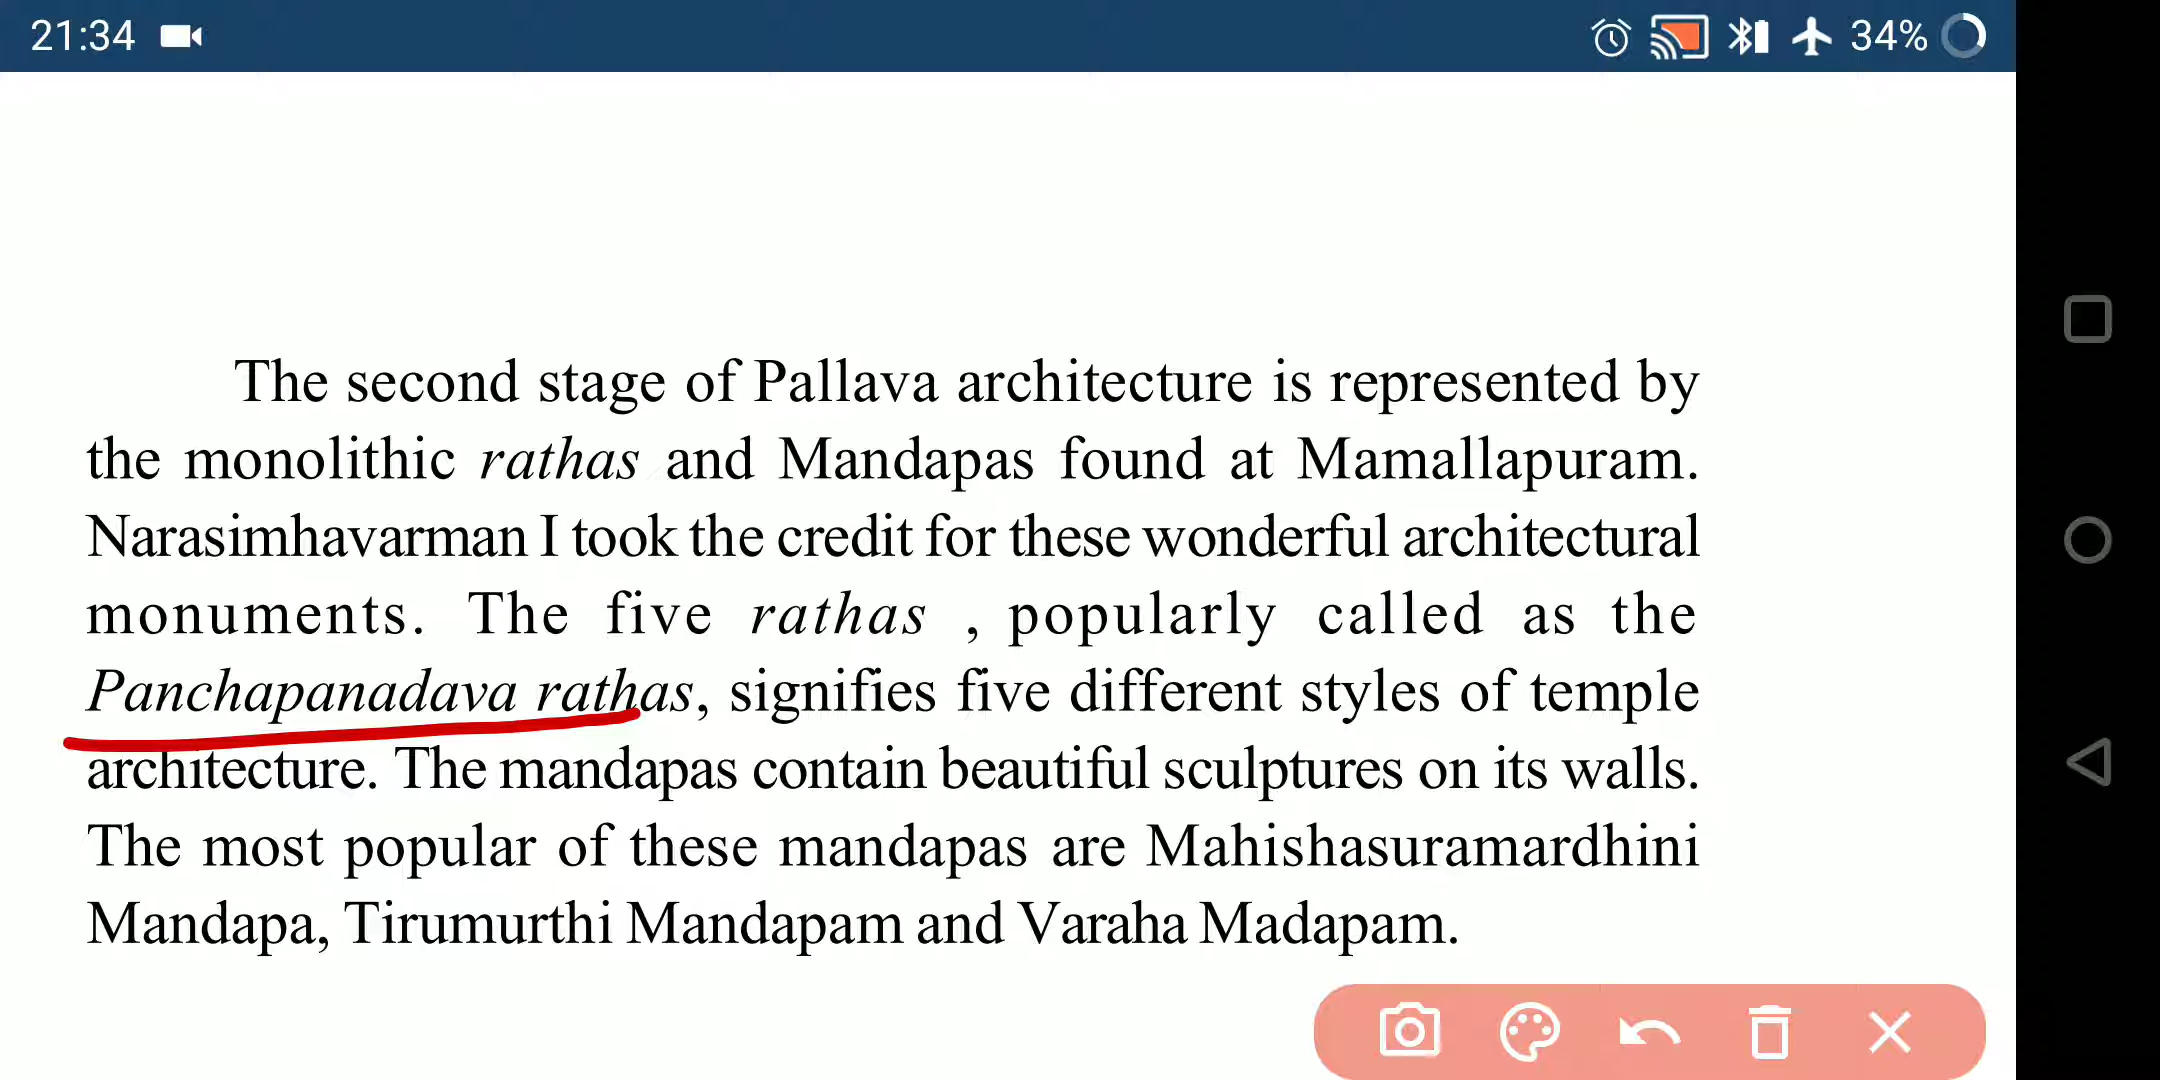 21:34 34%
The second stage of Pallava architecture is represented by
the monolithic rathas and Mandapas found at Mamallapuram.
Narasimhavarman I took the credit for these wonderful architectural
monuments. The five rathas , popularly called as the
Panchapanadava rathas, signifies five different styles of temple
architecture. The mandapas contain beautiful sculptures on its walls.
The most popular of these mandapas are Mahishasuramardhini
Mandapa, Tirumurthi Mandapam and Varaha Madapam.